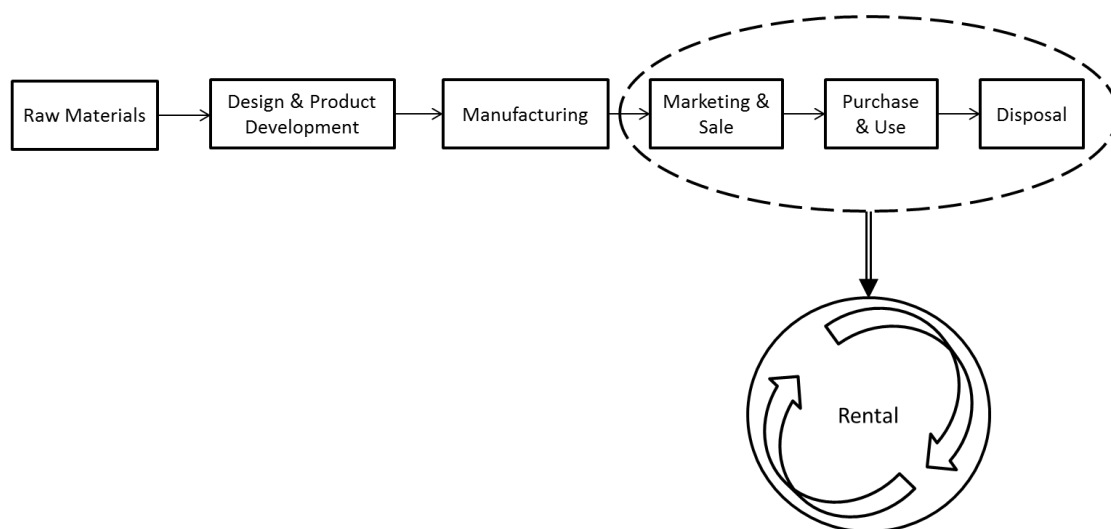 Raw Materials
Design & Product
Development
Manufacturing
Marketing &
Sale
Purchase
& Use
Disposal
Rental